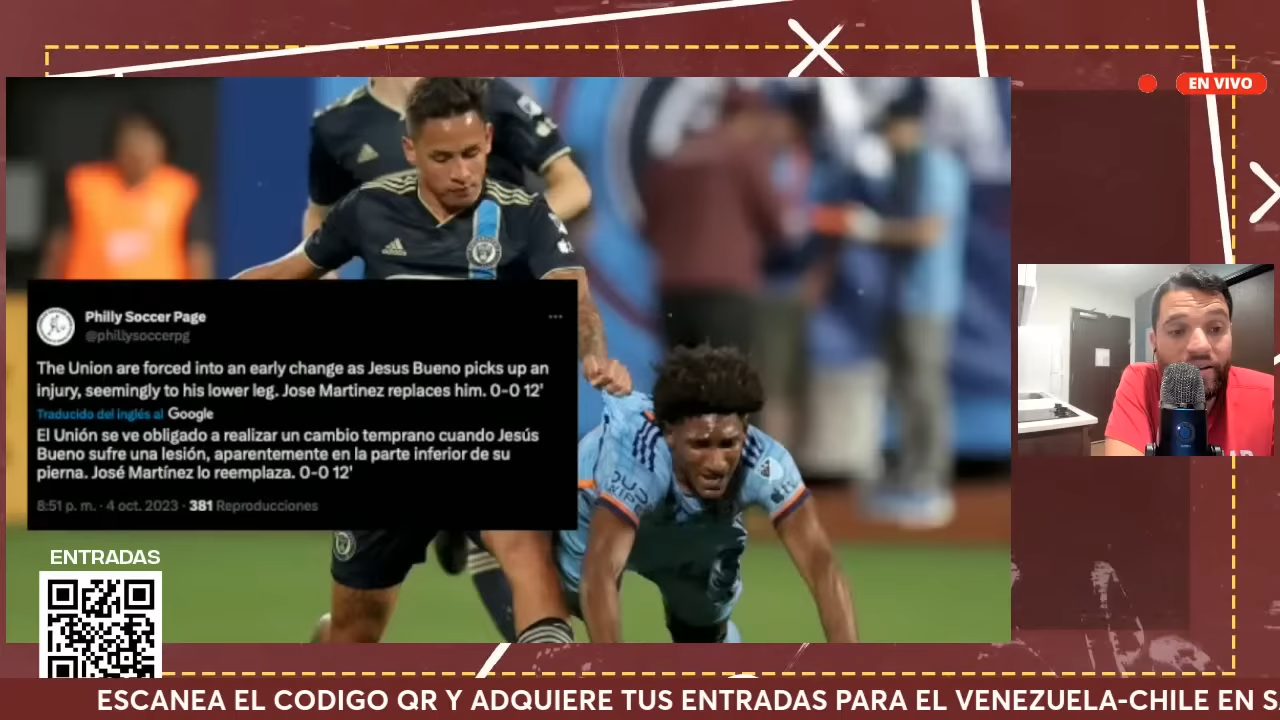 EN VIVO
Philly Soccer Page
@phillysoccerpg
The Union are forced into an early change as Jesus Bueno picks up an
injury, seemingly to his lower leg. Jose Martinez replaces him. 0-0 12'
Traducido del inglés al Google
El Unión se ve obligado a realizar un cambio temprano cuando Jesús
Bueno sufre una lesión, aparentemente en la parte inferior de su
pierna. José Martínez lo reemplaza. 0-0 12'
8:51 p. m. · 4 oct. 2023 · 381 Reproducciones
ENTRADAS
ESCANEA EL CODIGO QR Y ADQUIERE TUS ENTRADAS PARA EL VENEZUELA-CHILE EN